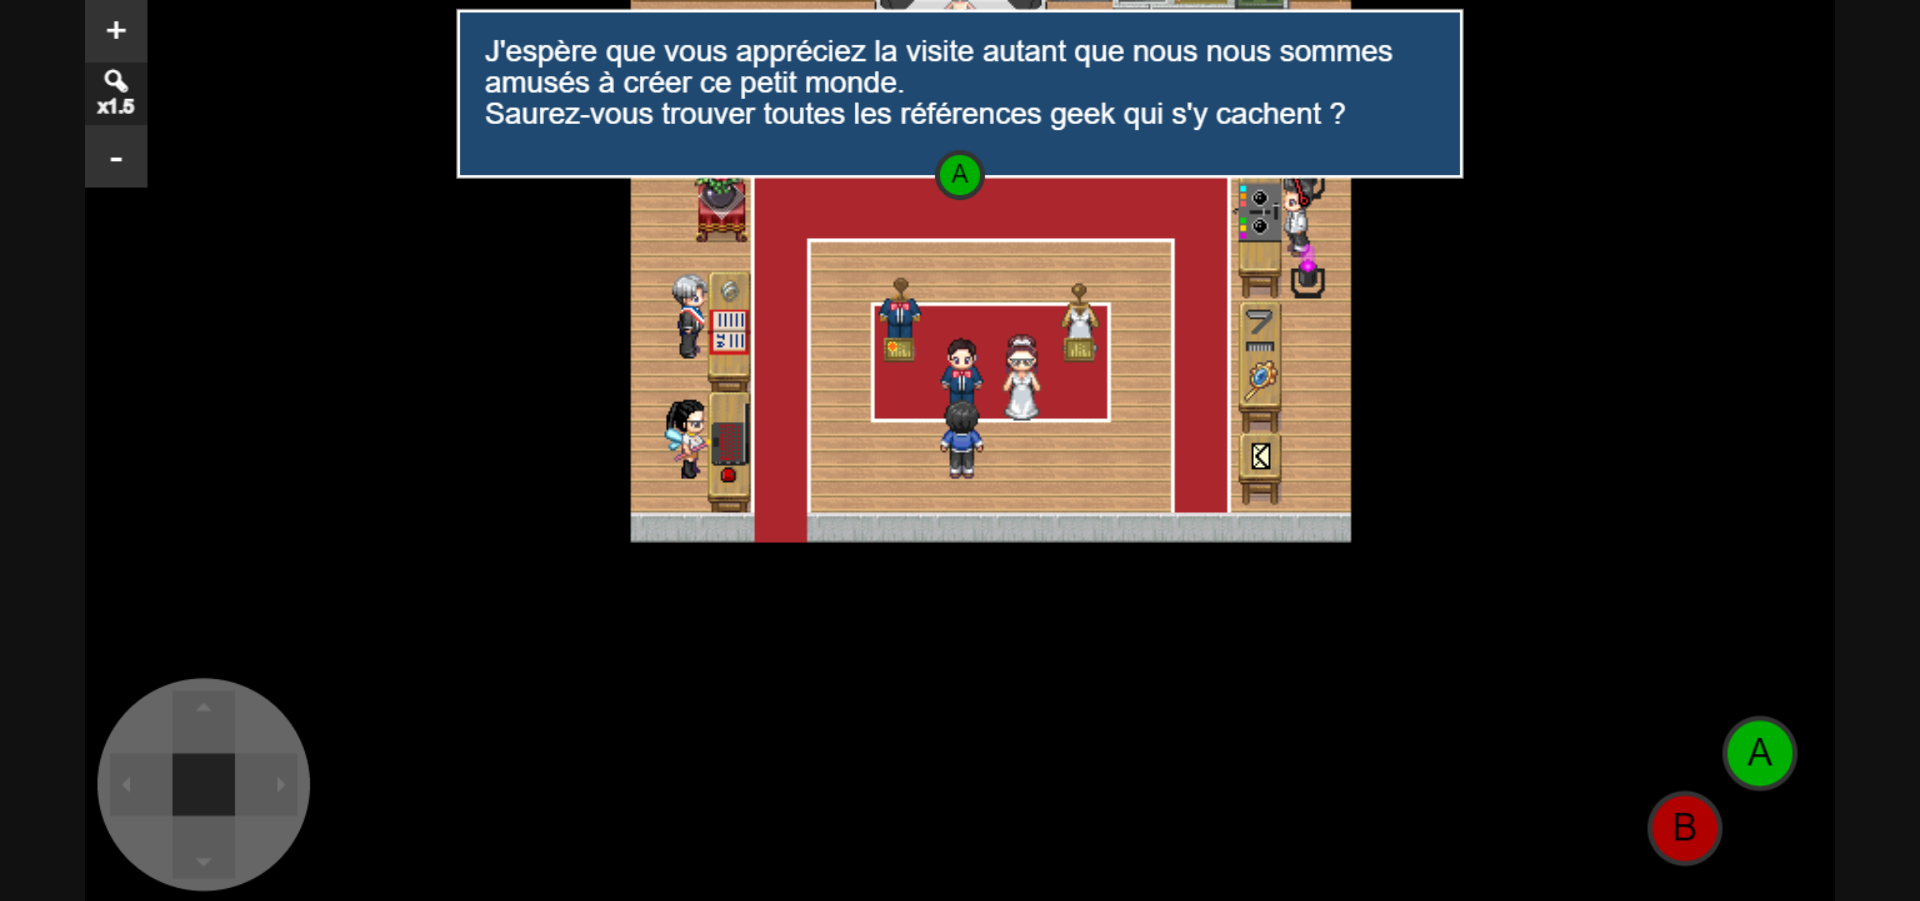 +
x1.5
-
J'espère que vous appréciez la visite autant que nous nous sommes
amusés à créer ce petit monde.
Saurez-vous trouver toutes les références geek qui s'y cachent ?
A
A
B